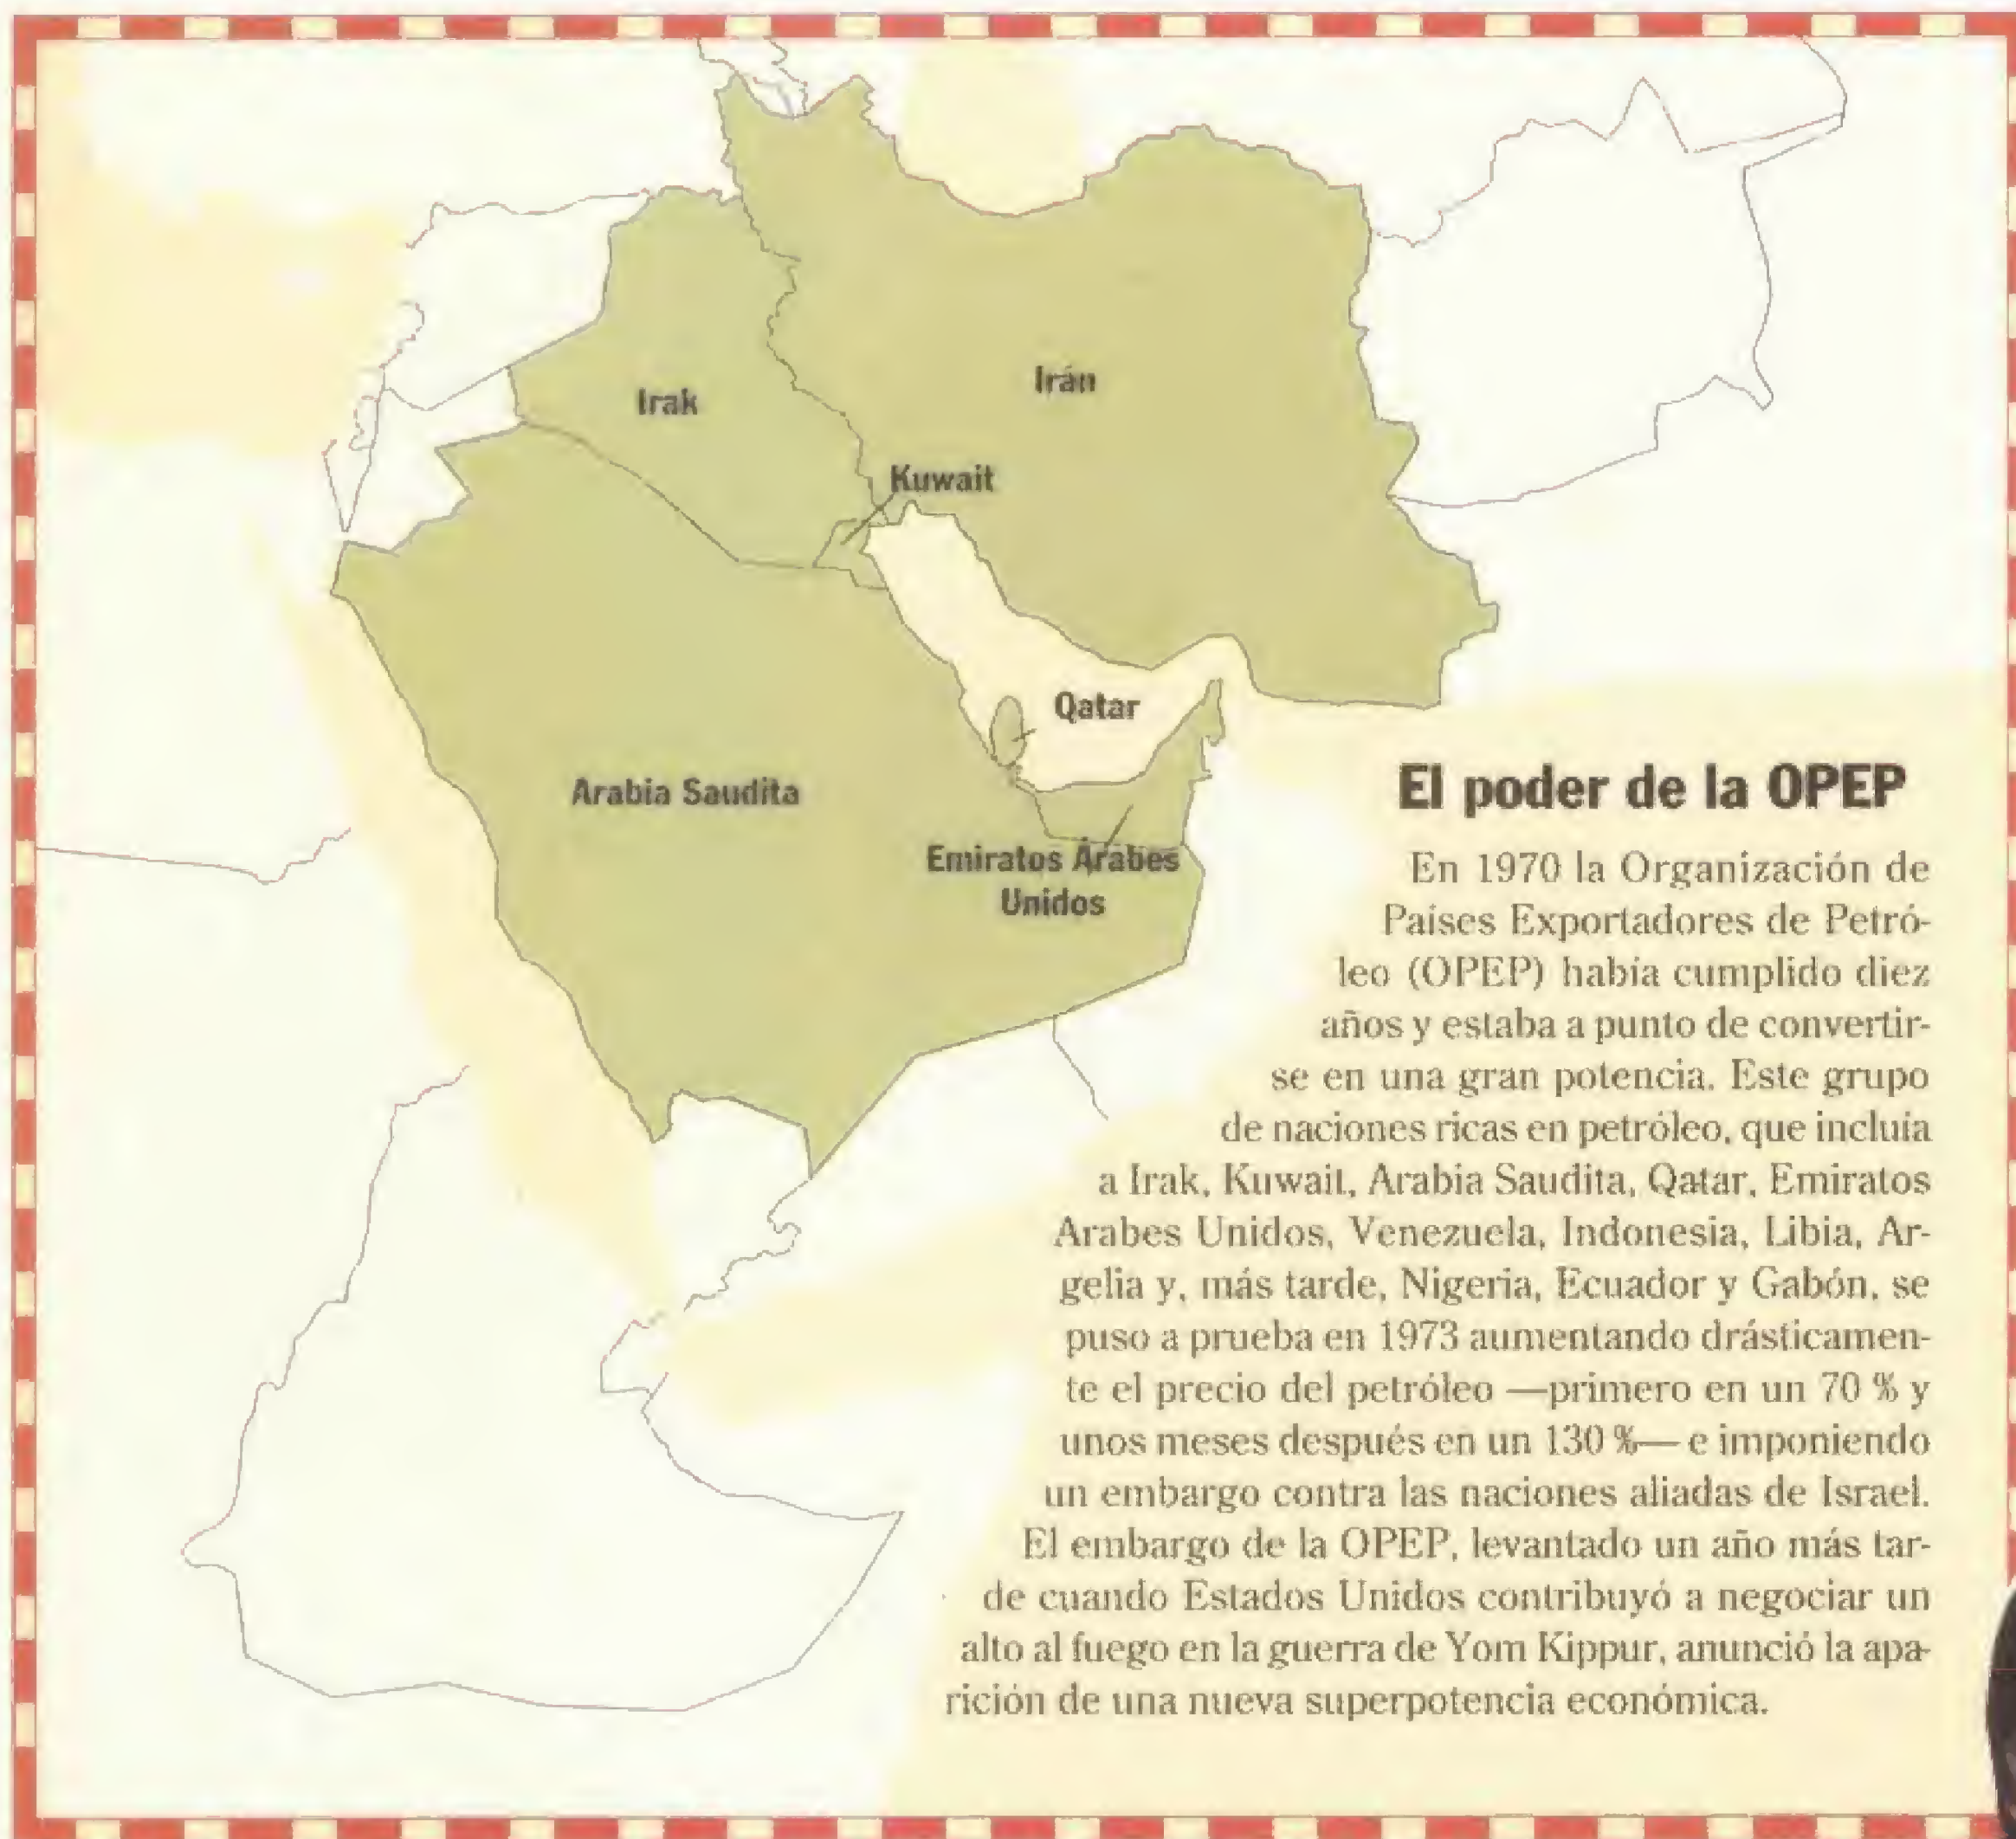 Irán
Irak
Kuwait
Qatar
Arabia Saudita
Emiratos Árabes
Unidos
El poder de la OPEP
En 1970 la Organización de
Países Exportadores de Petró-
leo (OPEP) había cumplido diez
años y estaba a punto de convertir-
se en una gran potencia. Este grupo
de naciones ricas en petróleo, que incluía
a Irak, Kuwait, Arabia Saudita, Qatar, Emiratos
Arabes Unidos, Venezuela, Indonesia, Libia, Ar-
gelia y, más tarde, Nigeria, Ecuador y Gabón, se
puso a prueba en 1973 aumentando drásticamen-
te el precio del petróleo —primero en un 70 % y
unos meses después en un 130 %— e imponiendo
un embargo contra las naciones aliadas de Israel.
El embargo de la OPEP, levantado un año más tar-
de cuando Estados Unidos contribuyó a negociar un
alto al fuego en la guerra de Yom Kippur, anunció la apa-
rición de una nueva superpotencia económica.